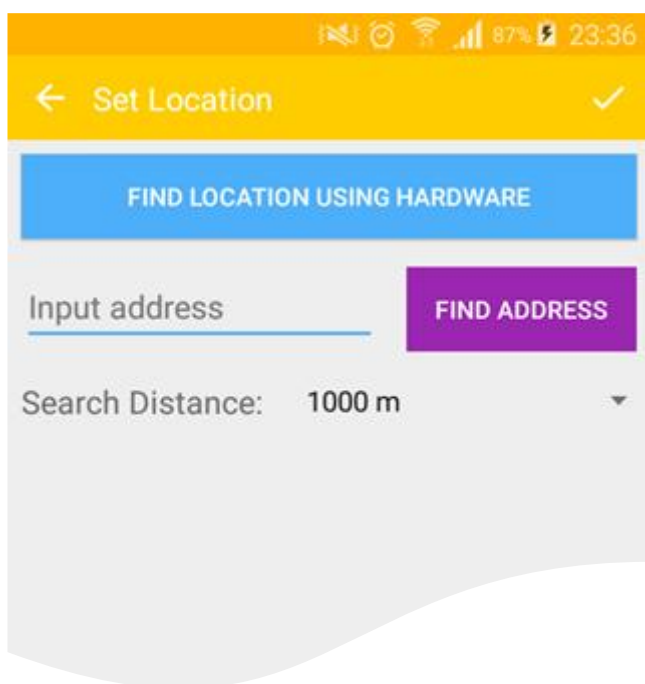 87% 23:36
Set Location
FIND LOCATION USING HARDWARE
Input address FIND ADDRESS
Search Distance: 1000 m